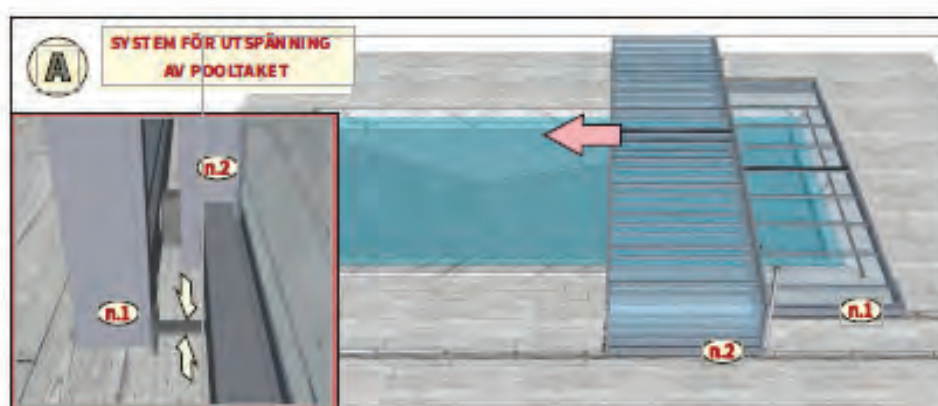 A
SYSTEM FÖR UTSPÄNNING
AV POOLTAKET
n.2
n.1
n.1
n.2